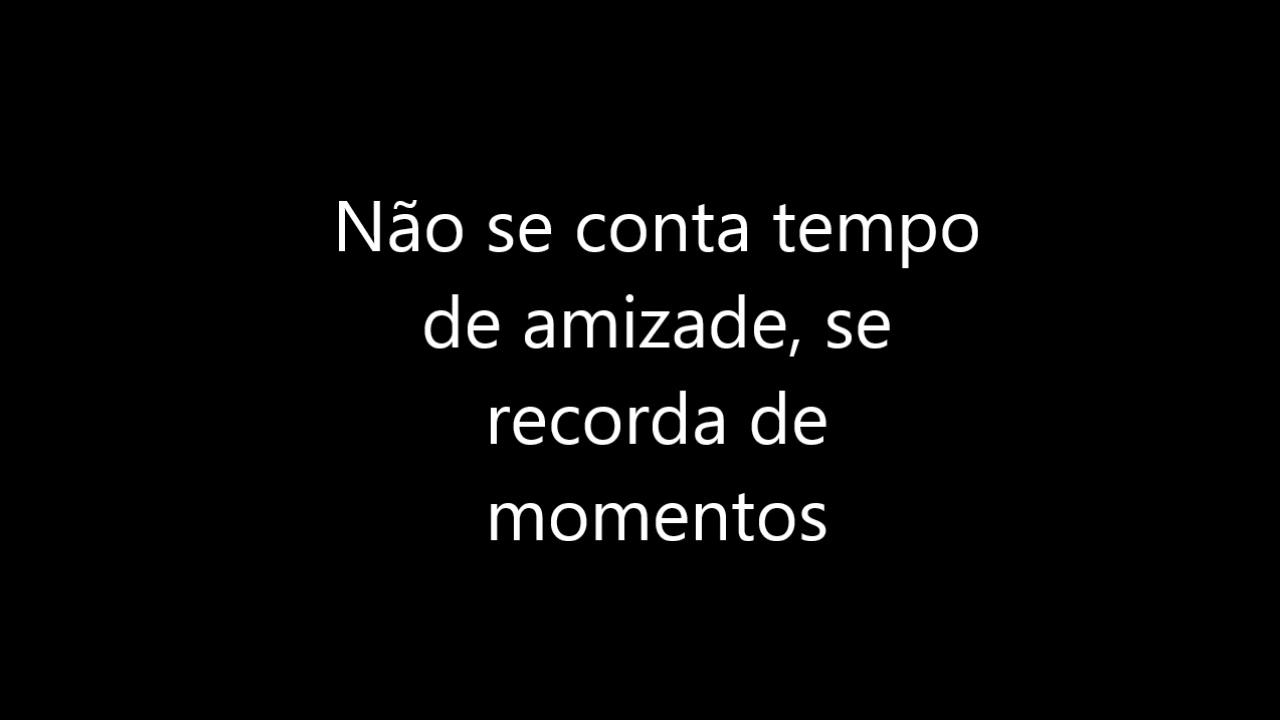 Não se conta tempo
de amizade, se
recorda de
momentos